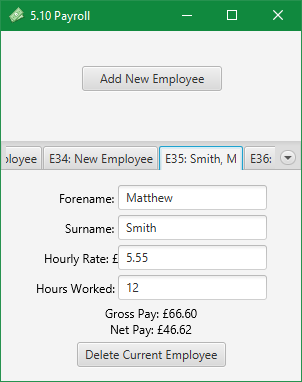 5.10 Payroll
Add New Employee
ployee E34: New Employee E35: Smith, M E36:
Forename: Matthew
Surname: Smith
Hourly Rate: £ 5.55
Hours Worked: 12
Gross Pay: £66.60
Net Pay: £46.62
Delete Current Employee